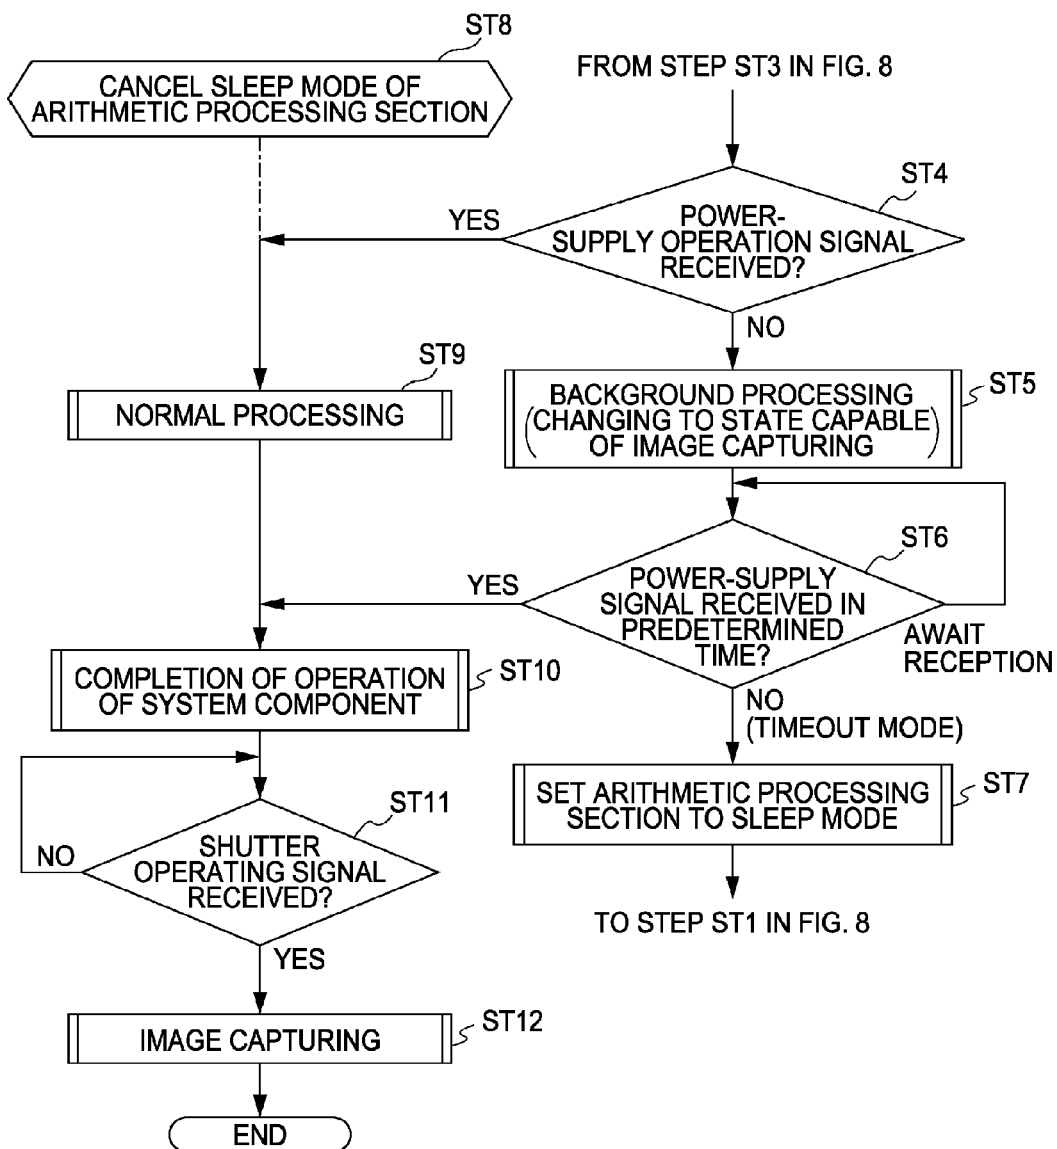 ST8
CANCEL SLEEP MODE OF
ARITHMETIC PROCESSING SECTION
FROM STEP ST3 IN FIG. 8
ST4
POWER-
SUPPLY OPERATION SIGNAL
RECEIVED?
YES
NO
ST9
NORMAL PROCESSING
ST5
BACKGROUND PROCESSING
(CHANGING TO STATE CAPABLE
OF IMAGE CAPTURING)
ST6
POWER-SUPPLY
SIGNAL RECEIVED IN
PREDETERMINED
TIME?
YES
AWAIT
RECEPTION
NO
(TIMEOUT MODE)
ST10
COMPLETION OF OPERATION
OF SYSTEM COMPONENT
ST7
SET ARITHMETIC PROCESSING
SECTION TO SLEEP MODE
TO STEP ST1 IN FIG. 8
ST11
SHUTTER
OPERATING SIGNAL
RECEIVED?
NO
YES
ST12
IMAGE CAPTURING
END